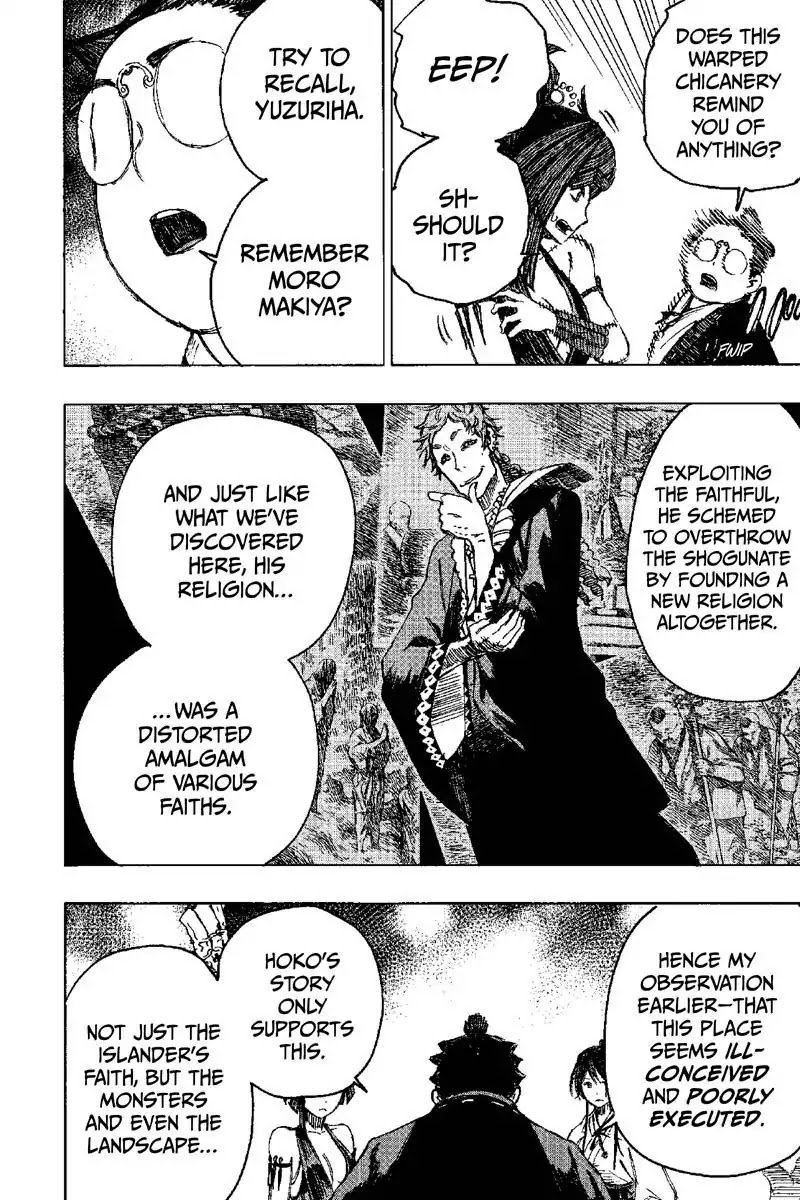 DOES THIS
WARPED
CHICANERY
REMIND
YOU OF
ANYTHING?
EEP!
SH-
SHOULD
IT?
FWIP
TRY TO
RECALL,
YUZURIHA.
REMEMBER
MORO
MAKIYA?
EXPLOITING
THE FAITHFUL,
HE SCHEMED
TO OVERTHROW
THE SHOGUNATE
BY FOUNDING A
NEW RELIGION
ALTOGETHER.
AND JUST LIKE
WHAT WE'VE
DISCOVERED
HERE, HIS
RELIGION...
...WAS A
DISTORTED
AMALGAM
OF VARIOUS
FAITHS.
HENCE MY
OBSERVATION
EARLIER—THAT
THIS PLACE
SEEMS ILL-
CONCEIVED
AND POORLY
EXECUTED.
HOKO'S
STORY
ONLY
SUPPORTS
THIS.
NOT JUST THE
ISLANDER'S
FAITH, BUT THE
MONSTERS
AND EVEN THE
LANDSCAPE...